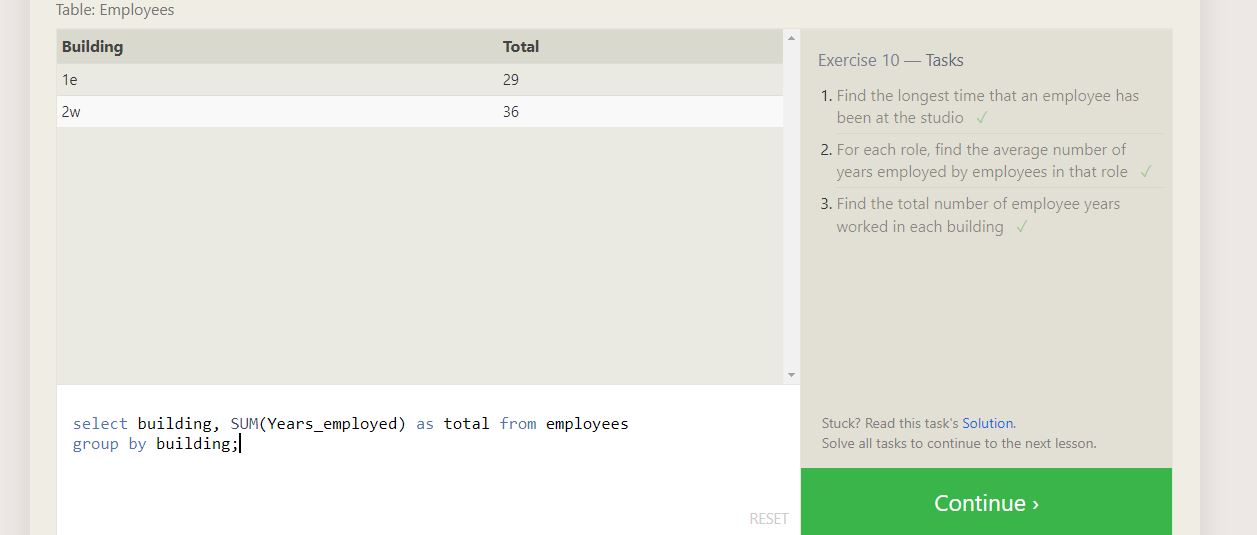 Table: Employees
Building Total
1e 29
2w 36
select building, SUM(Years_employed) as total from employees
group by building;
RESET
Exercise 10 — Tasks
1. Find the longest time that an employee has
been at the studio ✓
2. For each role, find the average number of
years employed by employees in that role ✓
3. Find the total number of employee years
worked in each building ✓
Stuck? Read this task's Solution.
Solve all tasks to continue to the next lesson.
Continue ›